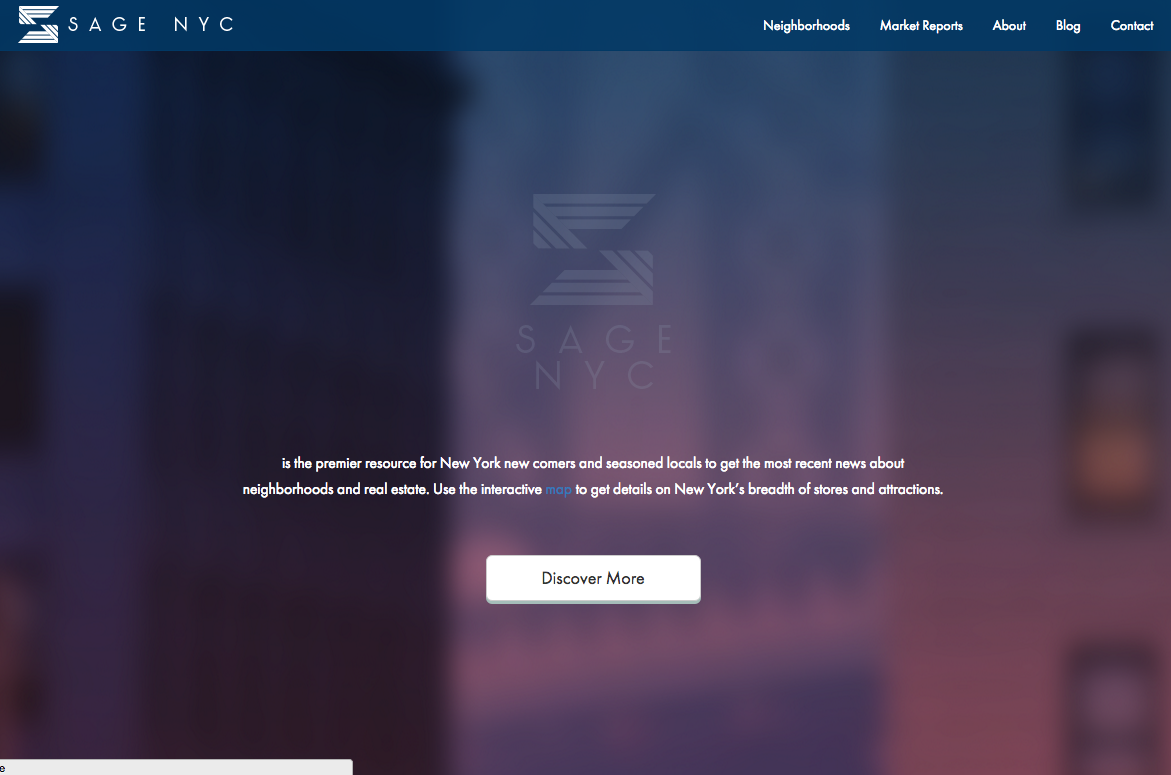 SAGE NYC
Neighborhoods Market Reports About Blog Contact
SAGE
NYC
is the premier resource for New York new comers and seasoned locals to get the most recent news about
neighborhoods and real estate. Use the interactive map to get details on New York’s breadth of stores and attractions.
Discover More
e